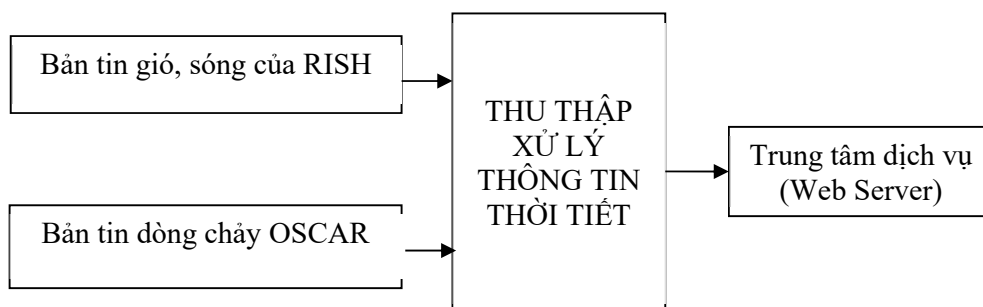 Bản tin gió, sóng của RISH
Bản tin dòng chảy OSCAR
THU THẬP
XỬ LÝ
THÔNG TIN
THỜI TIẾT
Trung tâm dịch vụ
(Web Server)